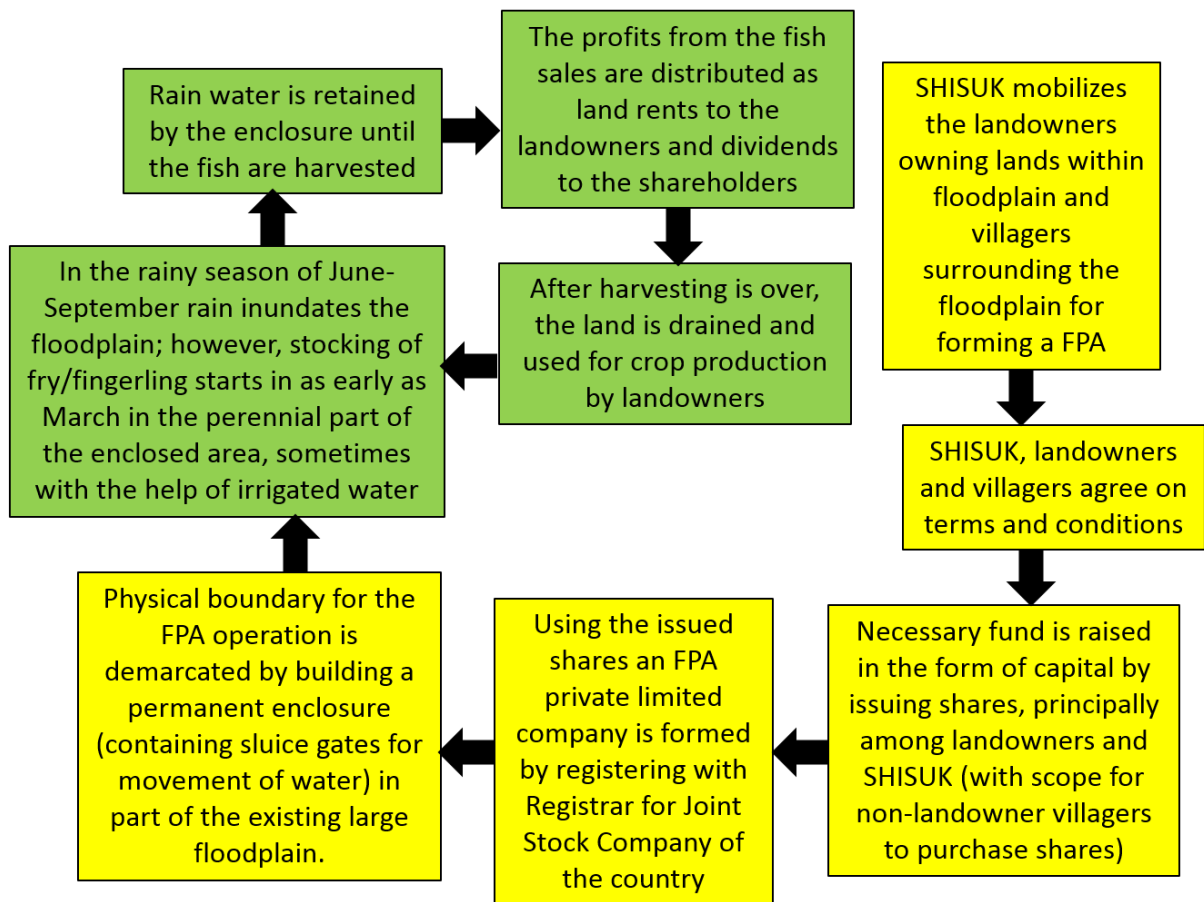 Rain water is retained
by the enclosure until
the fish are harvested
The profits from the fish
sales are distributed as
land rents to the
landowners and dividends
to the shareholders
SHISUK mobilizes
the landowners
owning lands within
floodplain and
villagers
surrounding the
floodplain for
forming a FPA
In the rainy season of June-
September rain inundates the
floodplain; however, stocking of
fry/fingerling starts in as early as
March in the perennial part of
the enclosed area, sometimes
with the help of irrigated water
After harvesting is over,
the land is drained and
used for crop production
by landowners
SHISUK, landowners
and villagers agree on
terms and conditions
Physical boundary for the
FPA operation is
demarcated by building a
permanent enclosure
(containing sluice gates for
movement of water) in
part of the existing large
floodplain.
Using the issued
shares an FPA
private limited
company is formed
by registering with
Registrar for Joint
Stock Company of
the country
Necessary fund is raised
in the form of capital by
issuing shares, principally
among landowners and
SHISUK (with scope for
non-landowner villagers
to purchase shares)